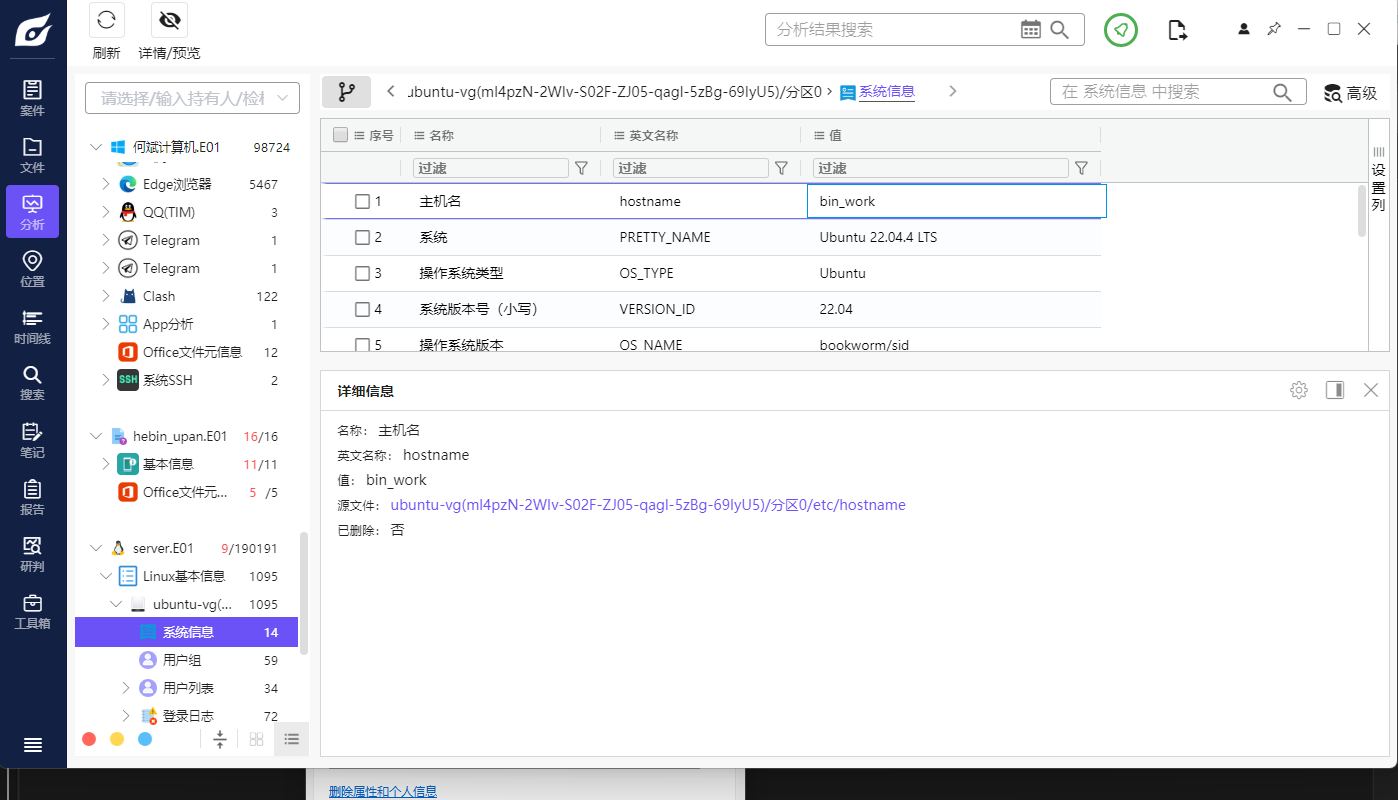 刷新
详情/预览
分析结果搜索
案件
文件
分析
位置
时间线
搜索
笔记
报告
研判
工具箱
请选择/输入持有人/检
何斌计算机.E01 98724
Edge浏览器 5467
QQ(TIM) 3
Telegram 1
Telegram 1
Clash 122
App分析 1
Office文件元信息 12
SSH 系统SSH 2
hebin_upan.E01 16/16
基本信息 11/11
Office文件元... 5 /5
server.E01 9/190191
Linux基本信息 1095
ubuntu-vg(... 1095
系统信息 14
用户组 59
用户列表 34
登录日志 72
ubuntu-vg(ml4pzN-2WIv-S02F-ZJ05-qagI-5zBg-69IyU5)/分区0 › 系统信息
在 系统信息 中搜索
高级
序号 名称 英文名称 值
过滤 过滤 过滤
1 主机名 hostname bin_work
2 系统 PRETTY_NAME Ubuntu 22.04.4 LTS
3 操作系统类型 OS_TYPE Ubuntu
4 系统版本号（小写） VERSION_ID 22.04
5 操作系统版本 OS_NAME bookworm/sid
设置列
详细信息
名称： 主机名
英文名称： hostname
值： bin_work
源文件： ubuntu-vg(ml4pzN-2WIv-S02F-ZJ05-qagI-5zBg-69IyU5)/分区0/etc/hostname
已删除： 否
删除属性和个人信息